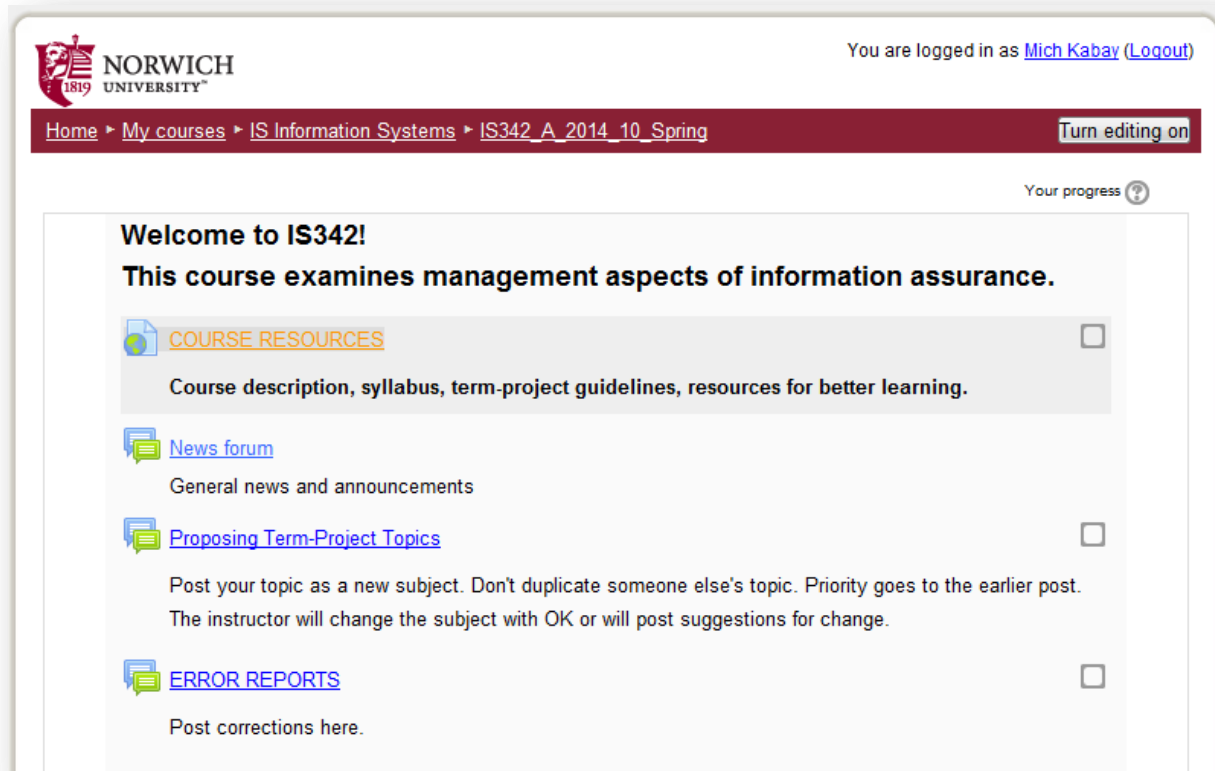 NORWICH
UNIVERSITY™
1819
You are logged in as Mich Kabay (Logout)
Home ► My courses ► IS Information Systems ► IS342_A_2014_10_Spring
Turn editing on
Your progress ?
Welcome to IS342!
This course examines management aspects of information assurance.
COURSE RESOURCES
Course description, syllabus, term-project guidelines, resources for better learning.
News forum
General news and announcements
Proposing Term-Project Topics
Post your topic as a new subject. Don't duplicate someone else's topic. Priority goes to the earlier post.
The instructor will change the subject with OK or will post suggestions for change.
ERROR REPORTS
Post corrections here.